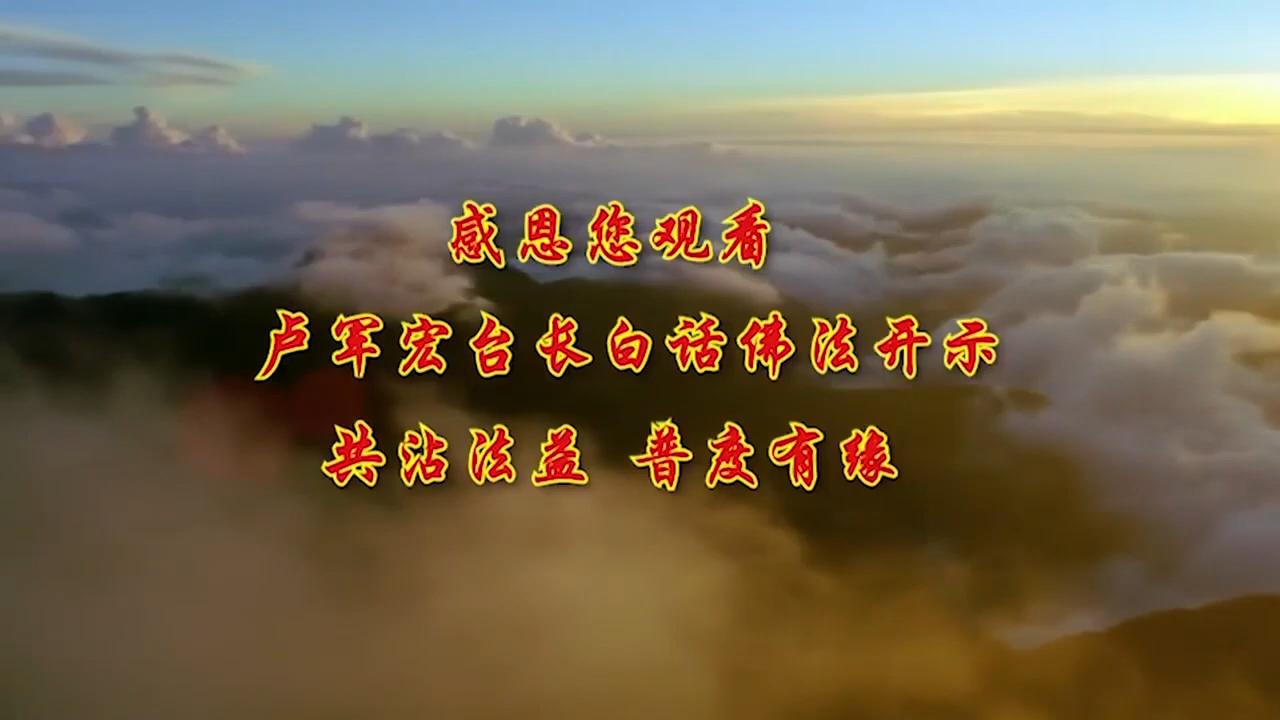 感恩您观看
卢军宏台长白话佛法开示
共沾法益 普度有缘